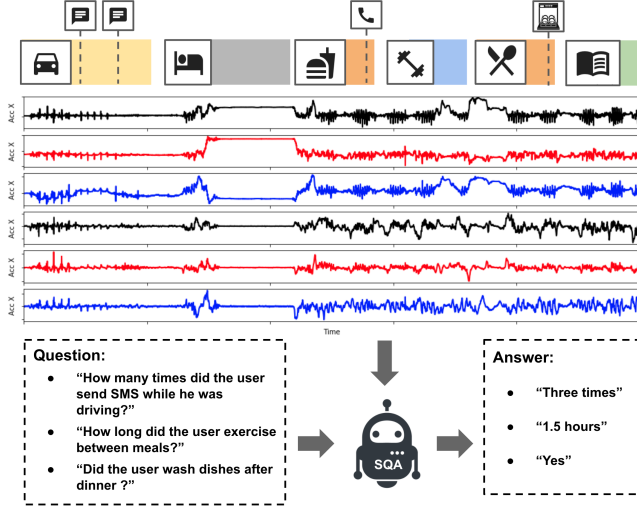 Acc X
Acc X
Acc X
Acc X
Acc X
Acc X
Time
Question:
● “How many times did the user
send SMS while he was
driving?”
● “How long did the user exercise
between meals?”
● “Did the user wash dishes after
dinner ?”
SQA
Answer:
● “Three times”
● “1.5 hours”
● “Yes”